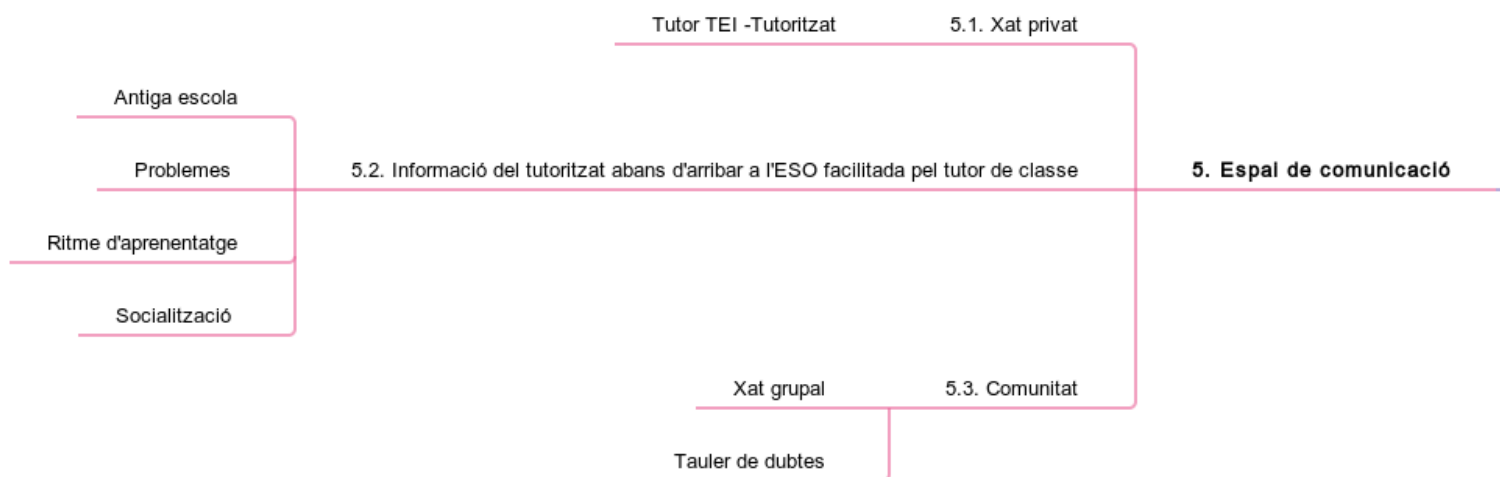 Tutor TEI -Tutoritzat
5.1. Xat privat
Antiga escola
Problemes
5.2. Informació del tutoritzat abans d'arribar a l'ESO facilitada pel tutor de classe
5. Espai de comunicació
Ritme d'aprenentatge
Socialització
Xat grupal
5.3. Comunitat
Tauler de dubtes